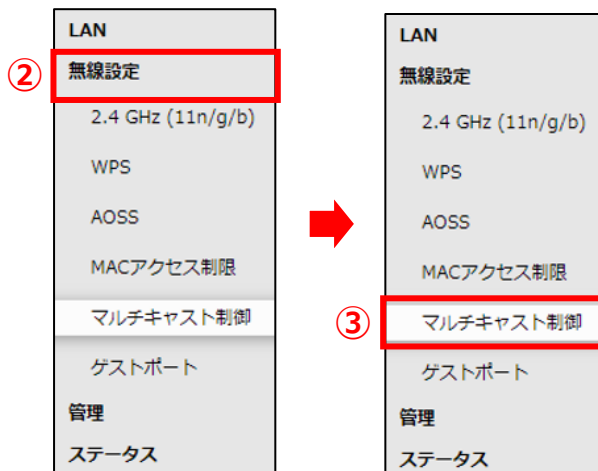 LAN
② 無線設定
2.4 GHz (11n/g/b)
WPS
AOSS
MACアクセス制限
マルチキャスト制御
ゲストポート
管理
ステータス
LAN
無線設定
2.4 GHz (11n/g/b)
WPS
AOSS
MACアクセス制限
③ マルチキャスト制御
ゲストポート
管理
ステータス